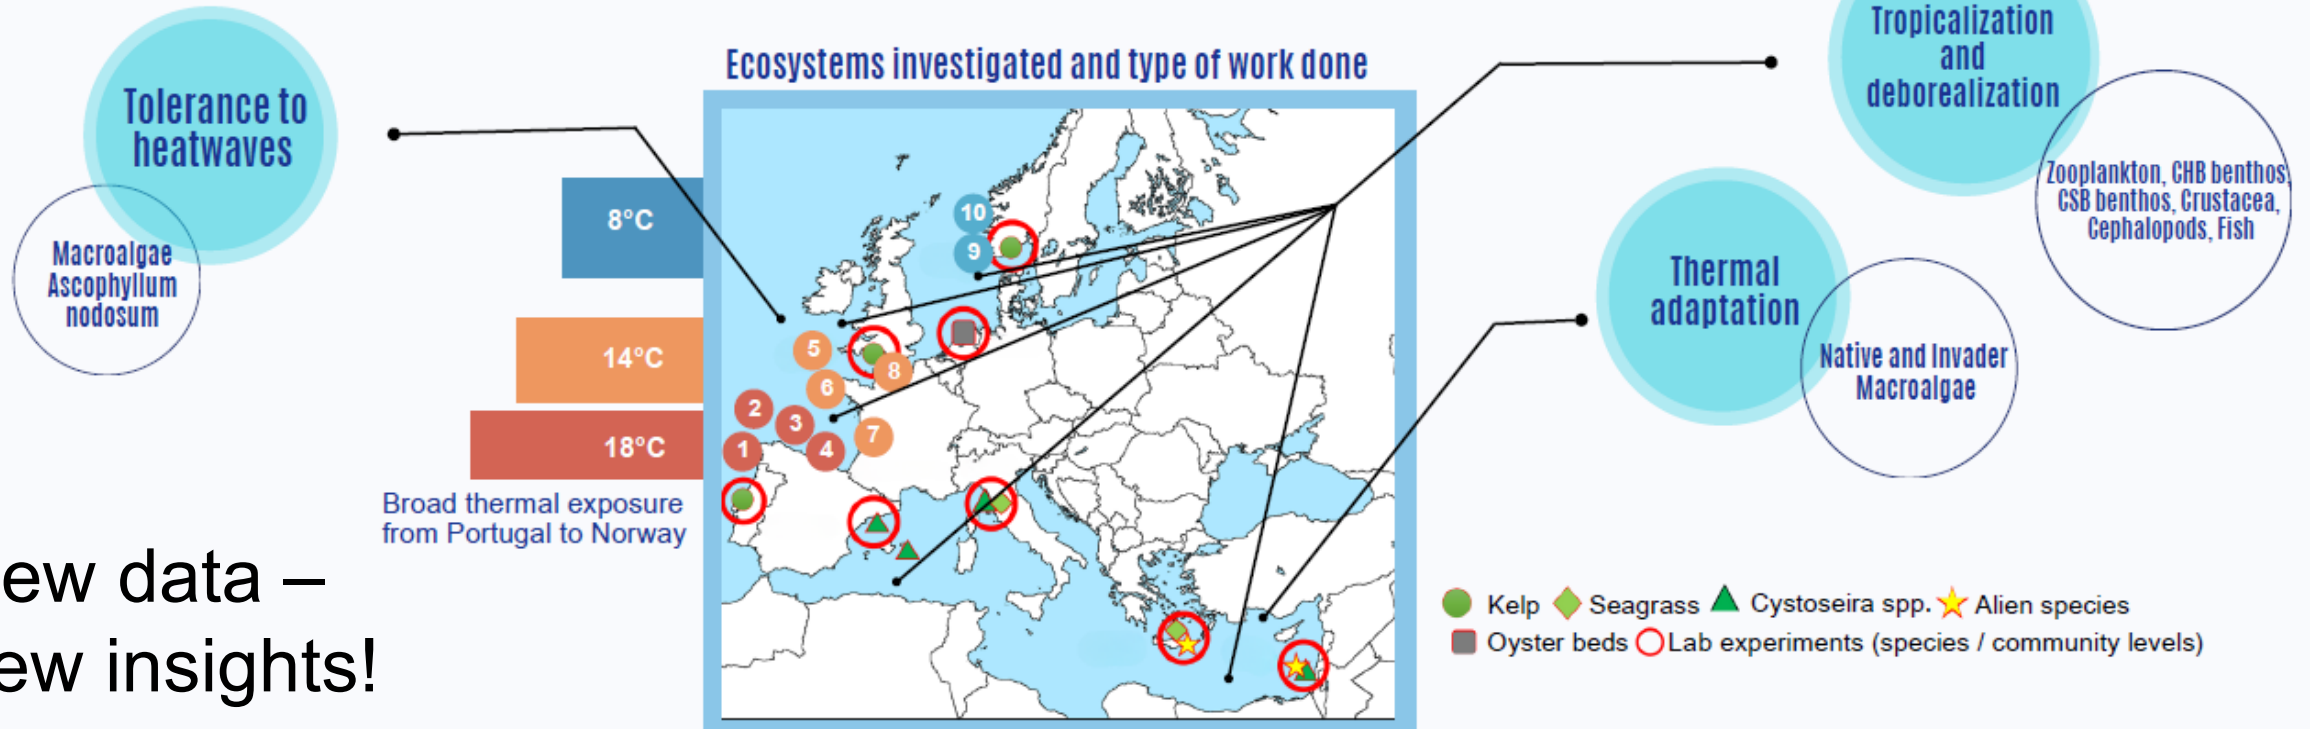 Tolerance to
heatwaves
Macroalgae
Ascophyllum
nodosum
Ecosystems investigated and type of work done
8°C
14°C
18°C
Broad thermal exposure
from Portugal to Norway
10
9
5
8
6
2
3
7
1
4
Tropicalization
and
deborealization
Zooplankton, CHB benthos,
CSB benthos, Crustacea,
Cephalopods, Fish
Thermal
adaptation
Native and Invader
Macroalgae
Kelp Seagrass Cystoseira spp. Alien species
Oyster beds Lab experiments (species / community levels)
ew data –
ew insights!